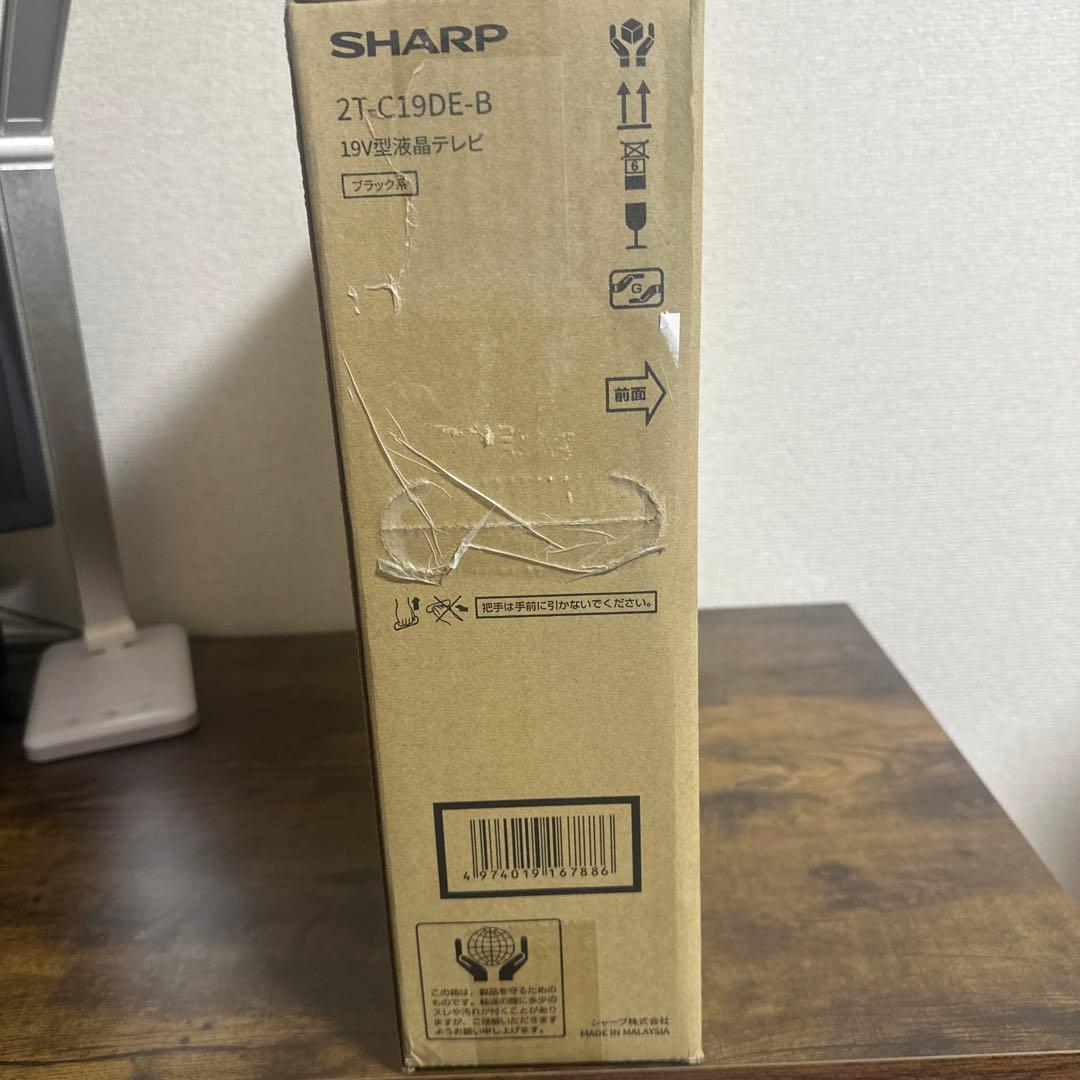 SHARP
2T-C19DE-B
19V型液晶テレビ
ブラック系
6
G
前面
把手は手前に引かないでください。
4 974019 167886
この箱は、製品を守るための
ものです。輸送の際に多少の
スレや汚れが付くことがあり
ますが、ご理解いただきます
ようお願い申し上げます。
シャープ株式会社
MADE IN MALAYSIA